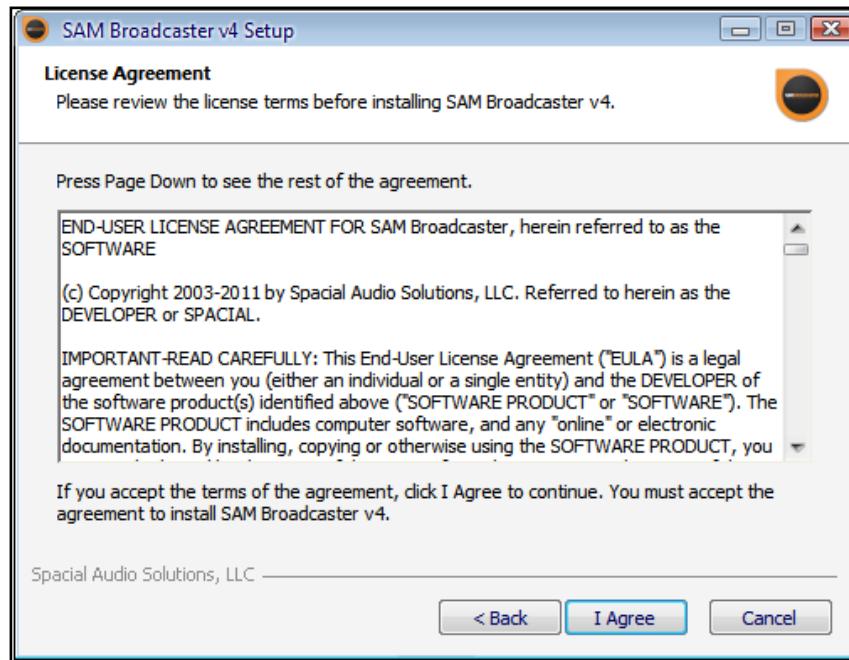 SAM Broadcaster v4 Setup
License Agreement
Please review the license terms before installing SAM Broadcaster v4.
Press Page Down to see the rest of the agreement.
END-USER LICENSE AGREEMENT FOR SAM Broadcaster, herein referred to as the
SOFTWARE
(c) Copyright 2003-2011 by Spacial Audio Solutions, LLC. Referred to herein as the
DEVELOPER or SPACIAL.
IMPORTANT-READ CAREFULLY: This End-User License Agreement ("EULA") is a legal
agreement between you (either an individual or a single entity) and the DEVELOPER of
the software product(s) identified above ("SOFTWARE PRODUCT" or "SOFTWARE"). The
SOFTWARE PRODUCT includes computer software, and any "online" or electronic
documentation. By installing, copying or otherwise using the SOFTWARE PRODUCT, you
If you accept the terms of the agreement, click I Agree to continue. You must accept the
agreement to install SAM Broadcaster v4.
Spacial Audio Solutions, LLC
< Back
I Agree
Cancel